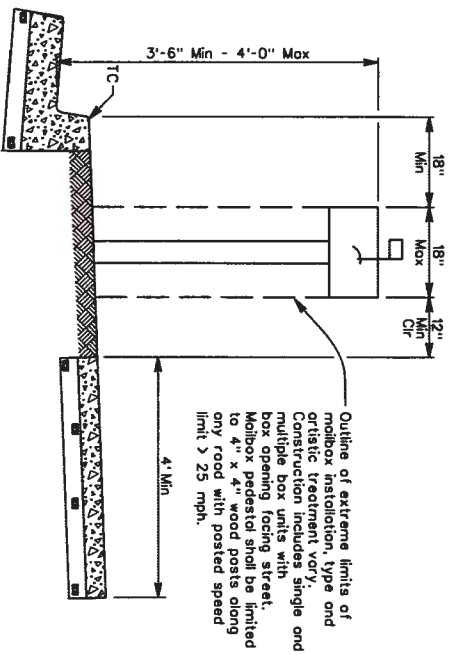 3'-6" Min - 4'-0" Max
TC
18"
Min
18"
Max
12"
Min
Clr
Outline of extreme limits of
mailbox installation, type and
artistic treatment vary.
Construction includes single and
multiple box units with
box opening facing street.
Mailbox pedestal shall be limited
to 4" x 4" wood posts along
any road with posted speed
limit > 25 mph.
4' Min